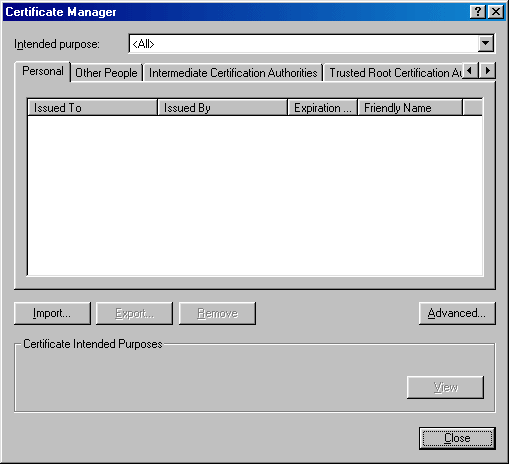 Certificate Manager
Intended purpose: <All>
Personal Other People Intermediate Certification Authorities Trusted Root Certification Au
Issued To Issued By Expiration ... Friendly Name
Import... Export... Remove Advanced...
Certificate Intended Purposes
View
Close